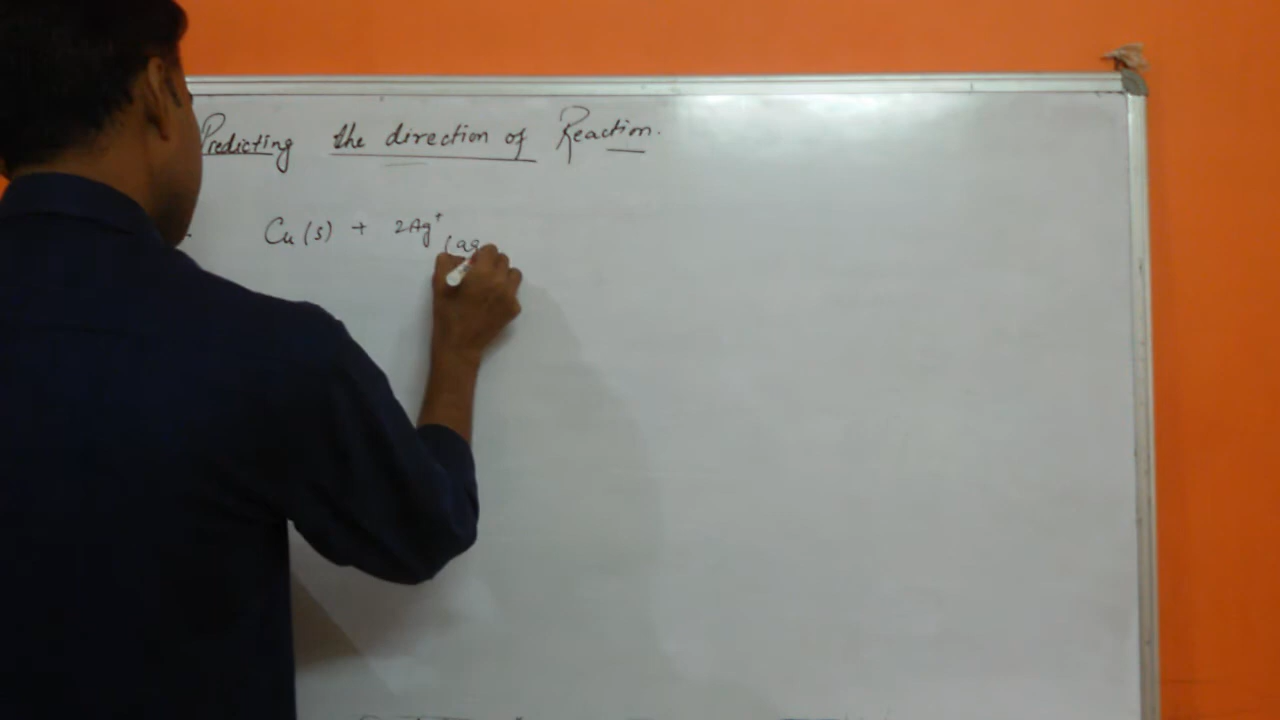 Predicting the direction of Reaction.
Cu(s) + 2Ag⁺(aq